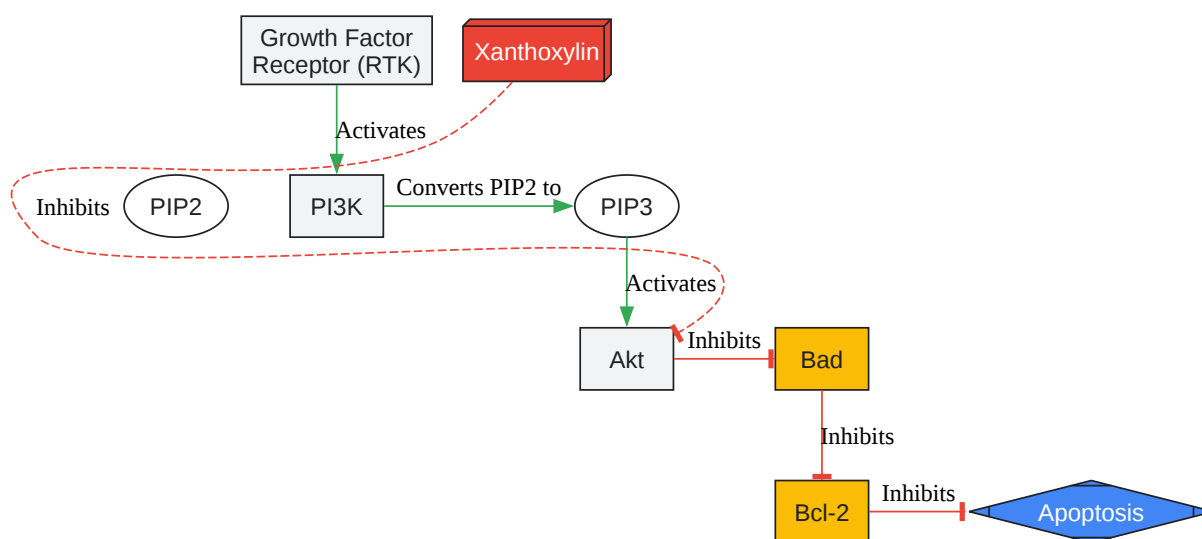 Growth Factor
Receptor (RTK)
Xanthoxylin
Activates
Inhibits
PIP2
PI3K
Converts PIP2 to
PIP3
Activates
Akt
Inhibits
Bad
Inhibits
Bcl-2
Inhibits
Apoptosis